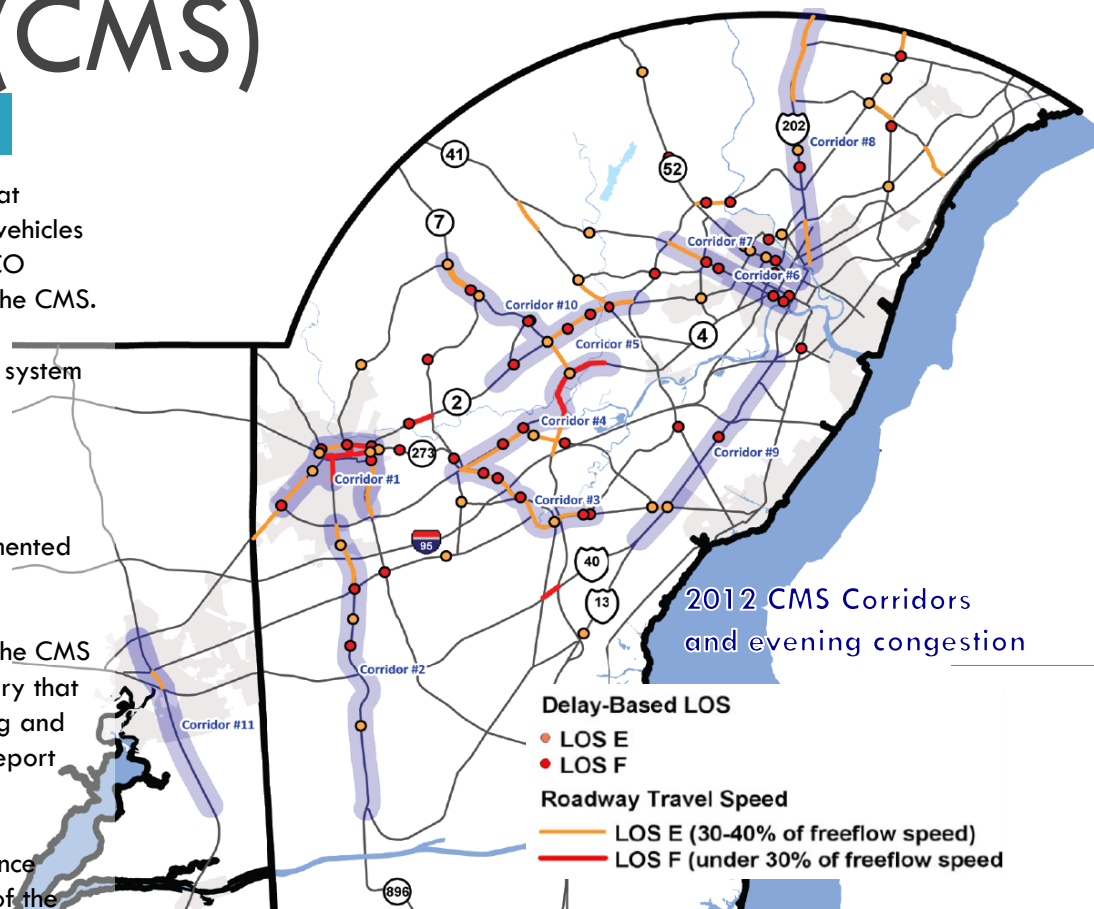 (CMS)
at
vehicles
CO
he CMS.
system
nented
he CMS
ry that
g and
eport
nce
of the
202
Corridor #8
41
52
7
Corridor #7
Corridor #6
Corridor #10
4
Corridor #5
2
Corridor #4
273
Corridor #9
Corridor #1
Corridor #3
95
40
13
2012 CMS Corridors
and evening congestion
Corridor #2
Corridor #11
896
Delay-Based LOS
LOS E
LOS F
Roadway Travel Speed
LOS E (30-40% of freeflow speed)
LOS F (under 30% of freeflow speed